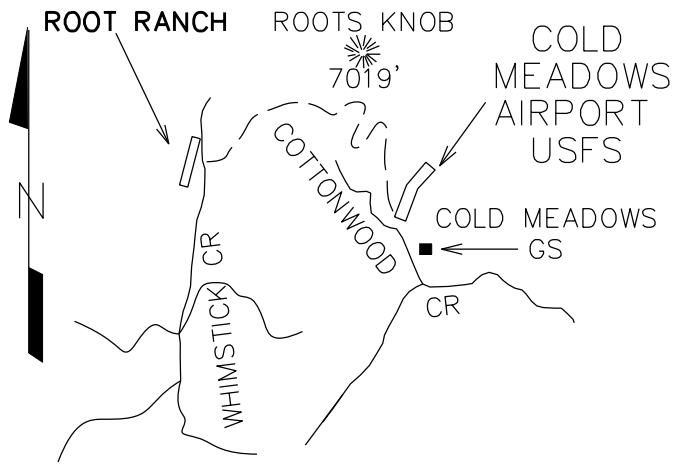 ROOT RANCH
ROOTS KNOB
7019'
COLD
MEADOWS
AIRPORT
USFS
N
COTTONWOOD
CR
COLD MEADOWS
GS
WHIMSTICK
CR